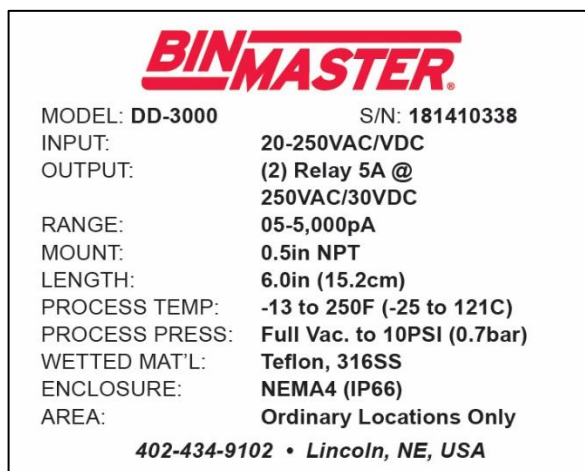 BINMASTER®
MODEL: DD-3000 S/N: 181410338
INPUT: 20-250VAC/VDC
OUTPUT: (2) Relay 5A @
250VAC/30VDC
RANGE: 05-5,000pA
MOUNT: 0.5in NPT
LENGTH: 6.0in (15.2cm)
PROCESS TEMP: -13 to 250F (-25 to 121C)
PROCESS PRESS: Full Vac. to 10PSI (0.7bar)
WETTED MAT'L: Teflon, 316SS
ENCLOSURE: NEMA4 (IP66)
AREA: Ordinary Locations Only
402-434-9102 • Lincoln, NE, USA